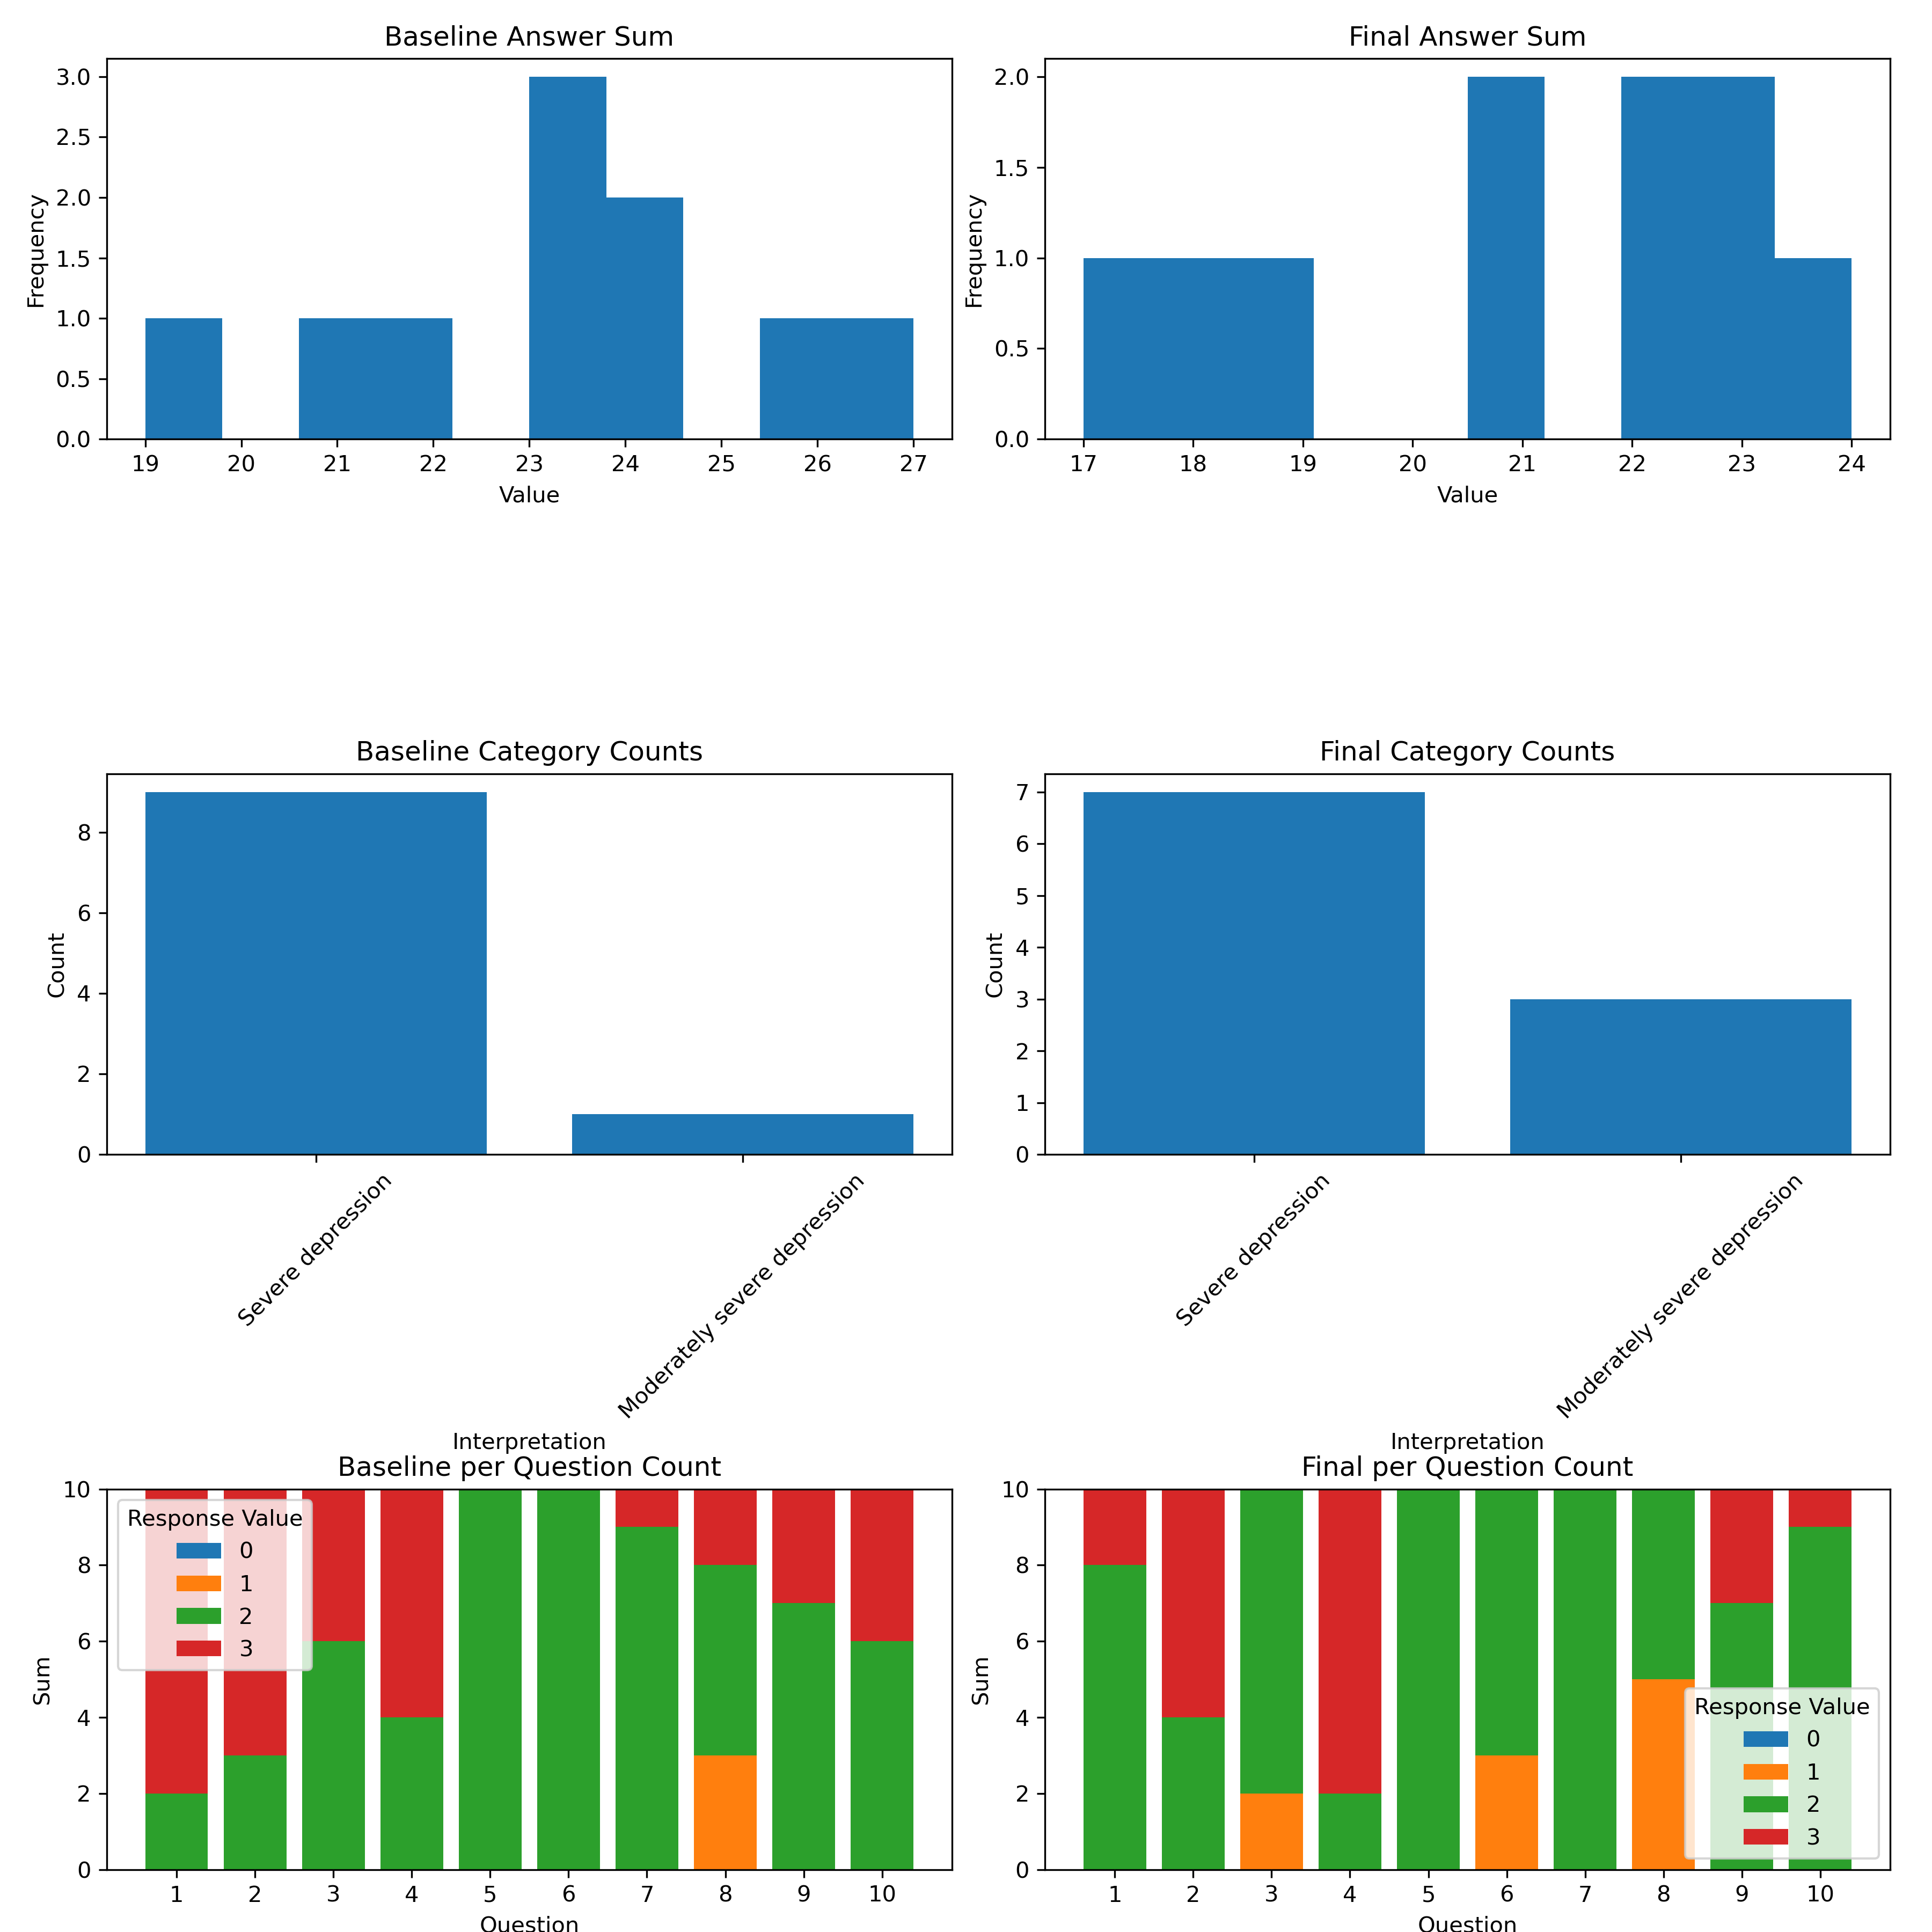 Baseline Answer Sum
Frequency
3.0
2.5
2.0
1.5
1.0
0.5
0.0
19 20 21 22 23 24 25 26 27
Value
Final Answer Sum
Frequency
2.0
1.5
1.0
0.5
0.0
17 18 19 20 21 22 23 24
Value
Baseline Category Counts
Count
8
6
4
2
0
Severe depression
Moderately severe depression
Interpretation
Final Category Counts
Count
7
6
5
4
3
2
1
0
Severe depression
Moderately severe depression
Interpretation
Baseline per Question Count
Sum
10
8
6
4
2
0
Response Value
0
1
2
3
1 2 3 4 5 6 7 8 9 10
Question
Final per Question Count
Sum
10
8
6
4
2
0
Response Value
0
1
2
3
1 2 3 4 5 6 7 8 9 10
Question